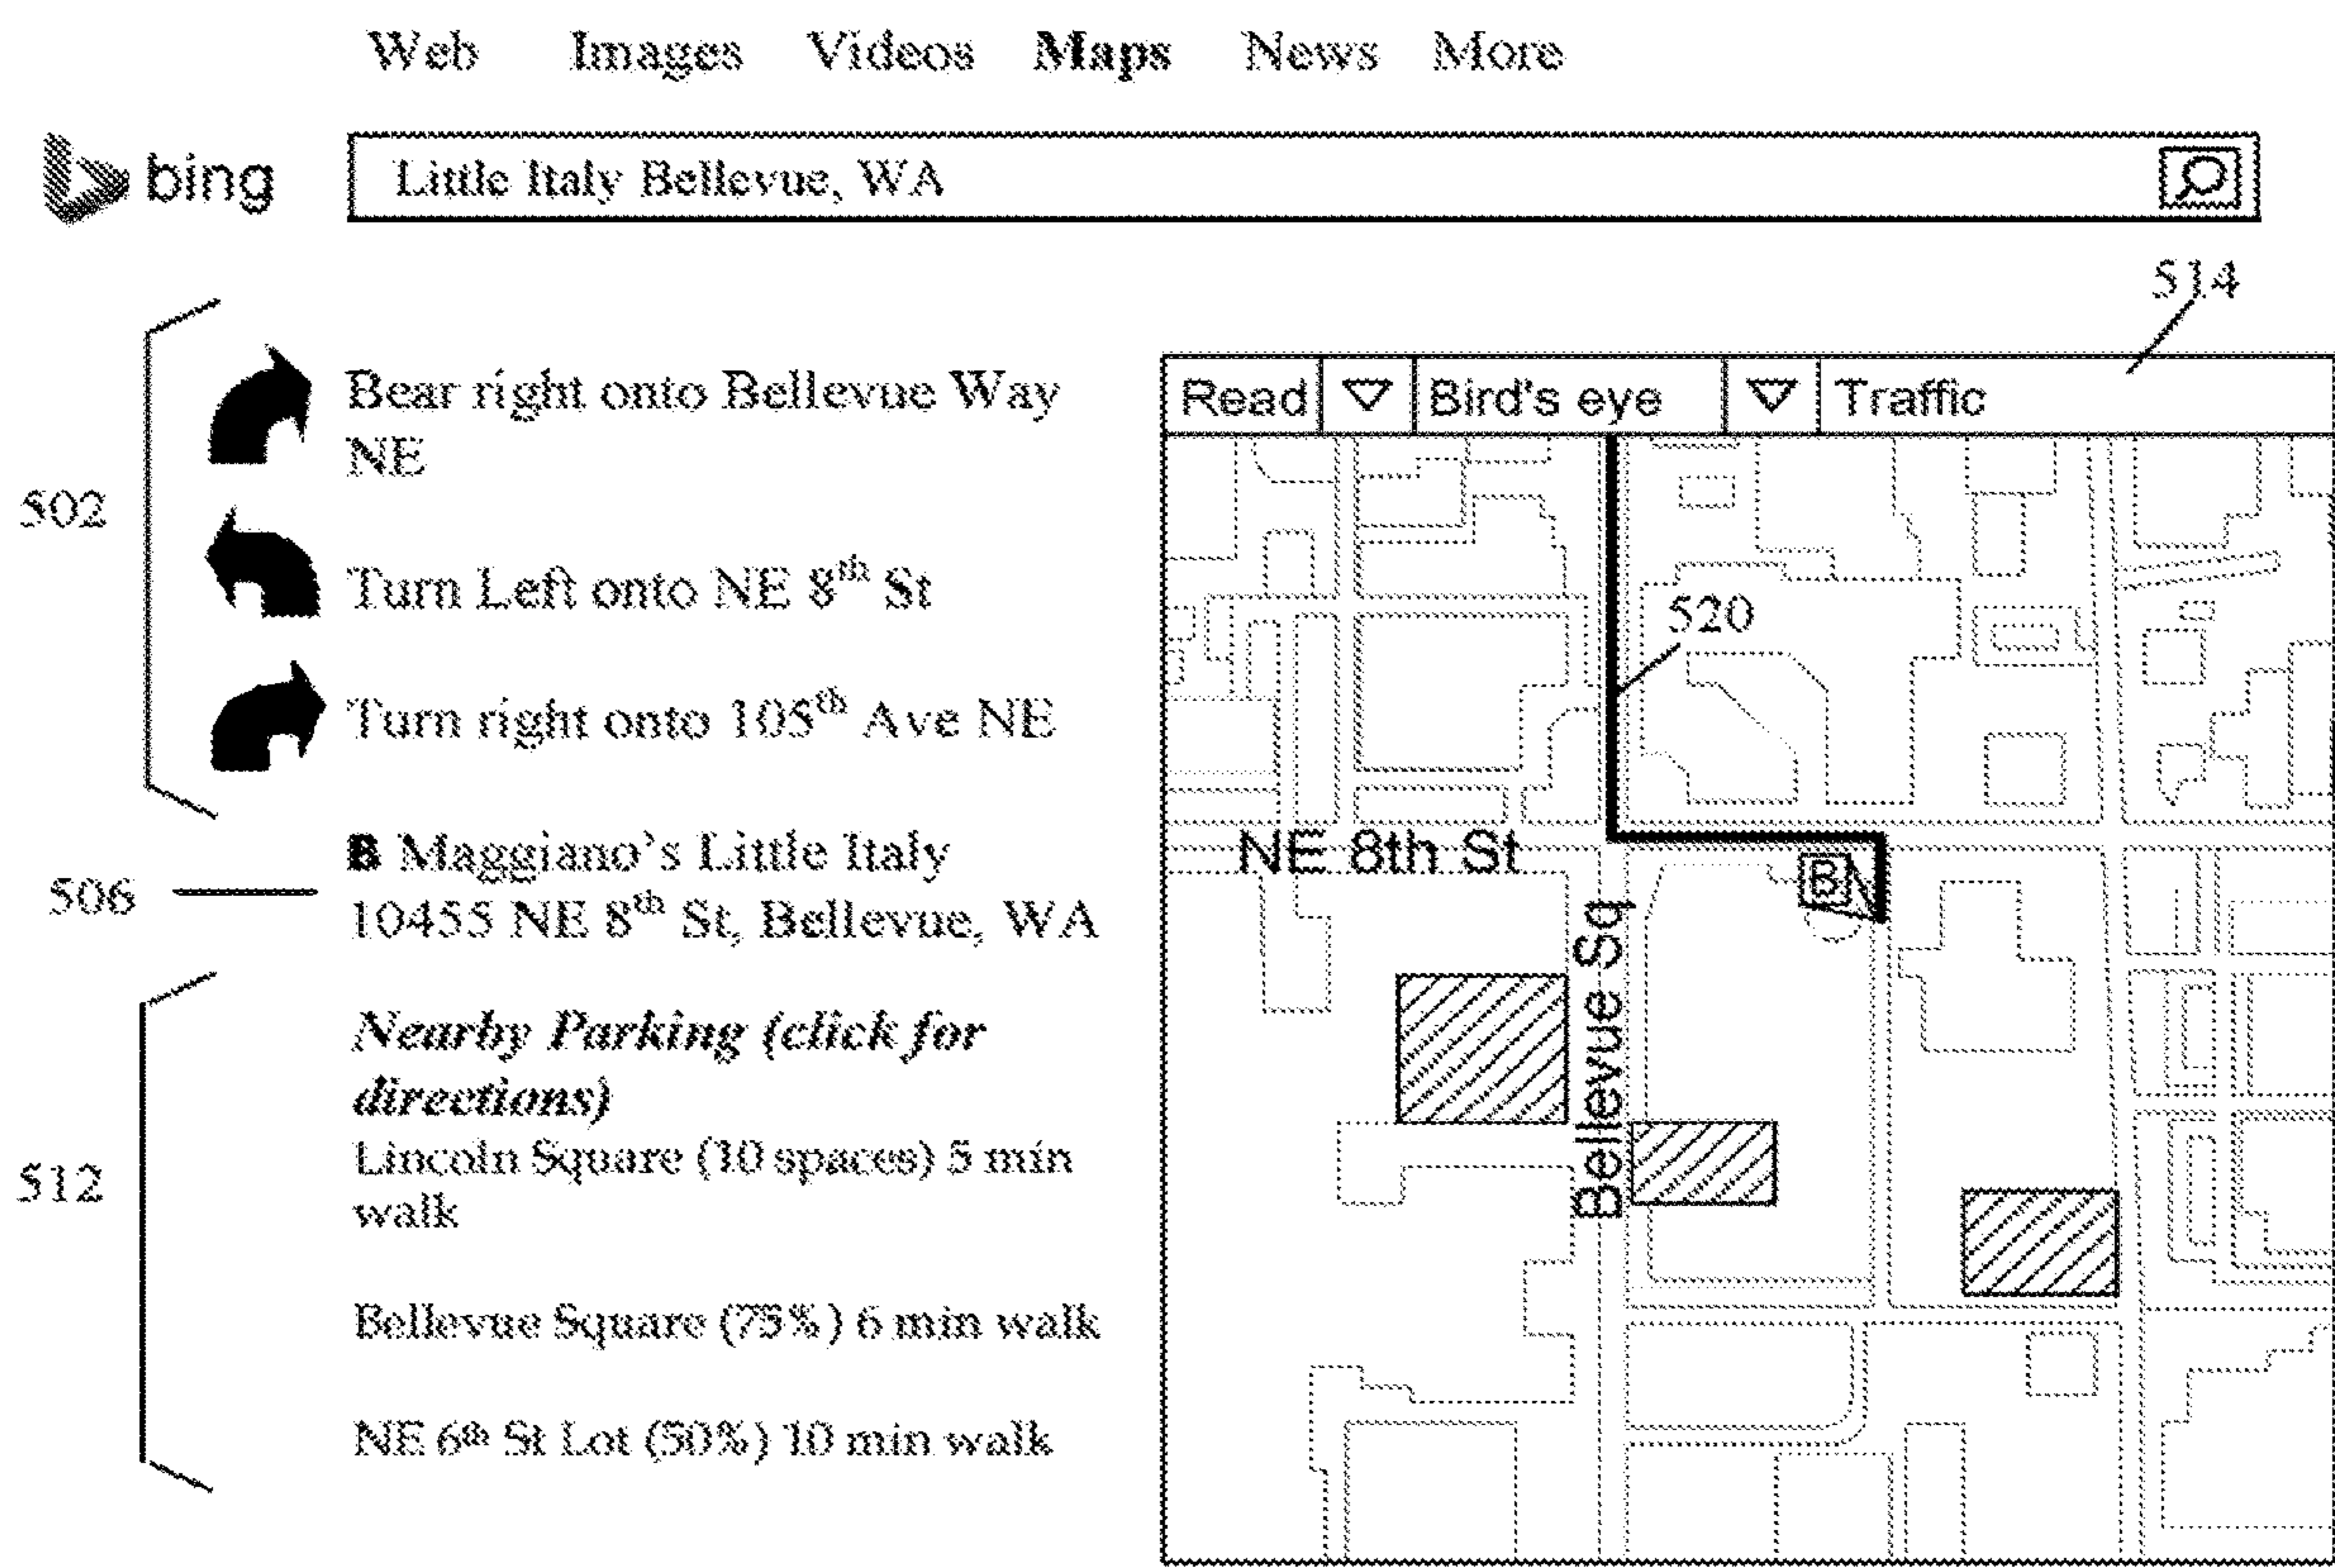 Web Images Videos Maps News More
bing
Little Italy Bellevue, WA
514
502
Bear right onto Bellevue Way
NE
Turn Left onto NE 8th St
Turn right onto 105th Ave NE
506
B Maggiano's Little Italy
10455 NE 8th St, Bellevue, WA
512
Nearby Parking (click for
directions)
Lincoln Square (10 spaces) 5 min
walk
Bellevue Square (75%) 6 min walk
NE 6th St Lot (50%) 10 min walk
Read Bird's eye Traffic
520
NE 8th St
B N
Bellevue Sq